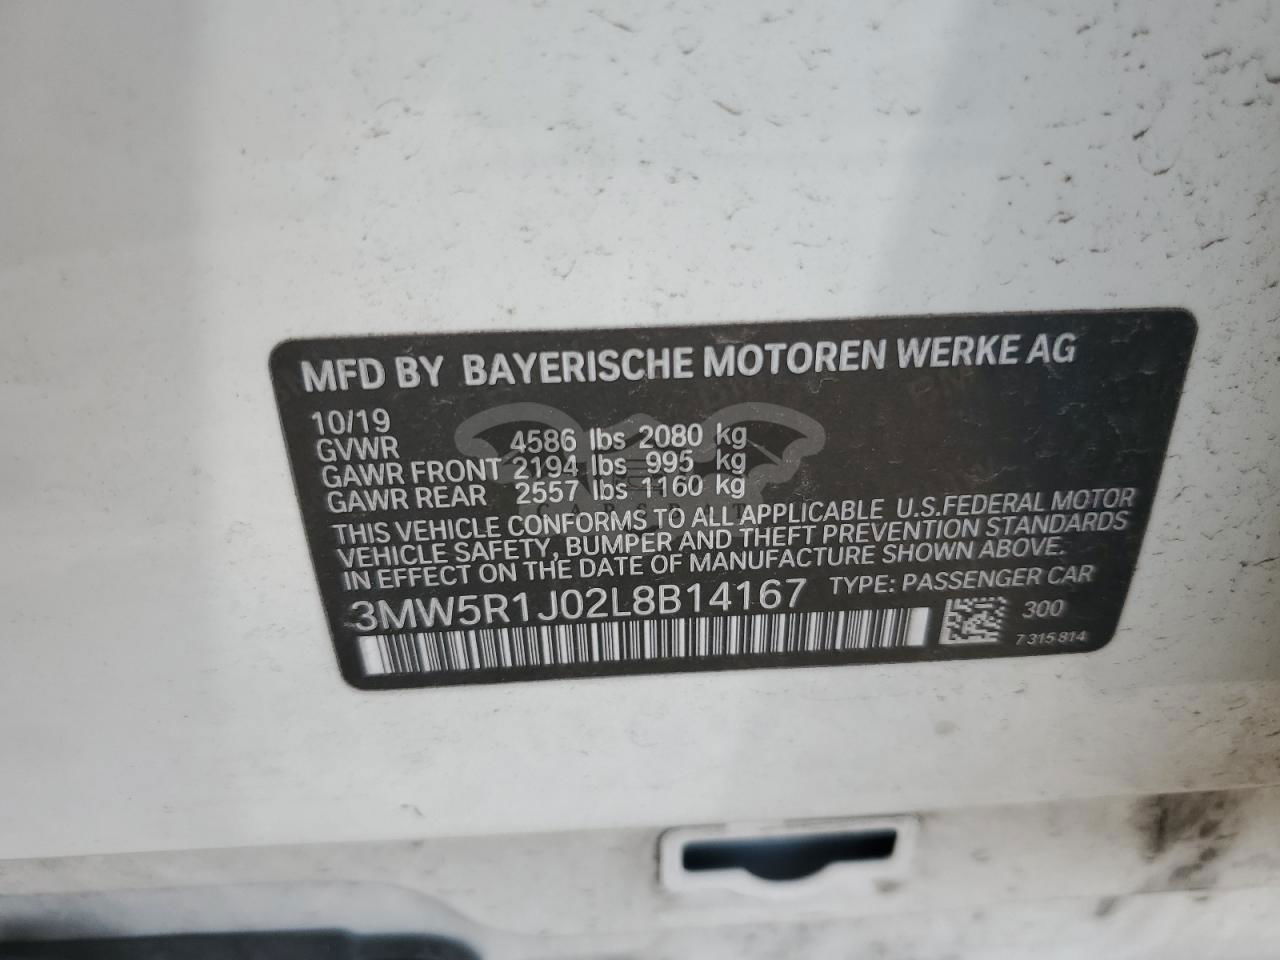 MFD BY BAYERISCHE MOTOREN WERKE AG
10/19
GVWR 4586 lbs 2080 kg
GAWR FRONT 2194 lbs 995 kg
GAWR REAR 2557 lbs 1160 kg
THIS VEHICLE CONFORMS TO ALL APPLICABLE U.S.FEDERAL MOTOR
VEHICLE SAFETY, BUMPER AND THEFT PREVENTION STANDARDS
IN EFFECT ON THE DATE OF MANUFACTURE SHOWN ABOVE.
3MW5R1J02L8B14167 TYPE: PASSENGER CAR
300
7 315 814